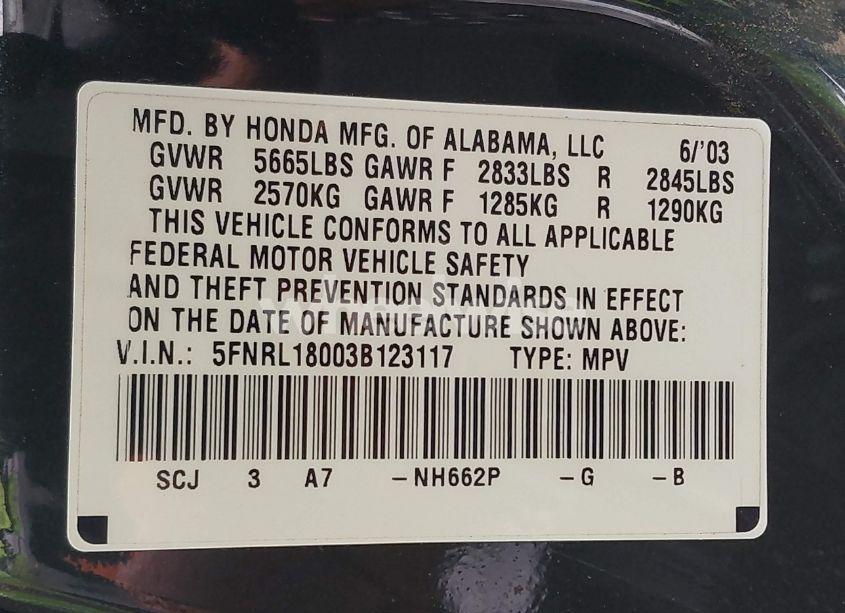 MFD. BY HONDA MFG. OF ALABAMA, LLC 6/'03
GVWR 5665LBS GAWR F 2833LBS R 2845LBS
GVWR 2570KG GAWR F 1285KG R 1290KG
THIS VEHICLE CONFORMS TO ALL APPLICABLE
FEDERAL MOTOR VEHICLE SAFETY
AND THEFT PREVENTION STANDARDS IN EFFECT
ON THE DATE OF MANUFACTURE SHOWN ABOVE:
V.I.N.: 5FNRL18003B123117 TYPE: MPV
SCJ 3 A7 -NH662P -G -B